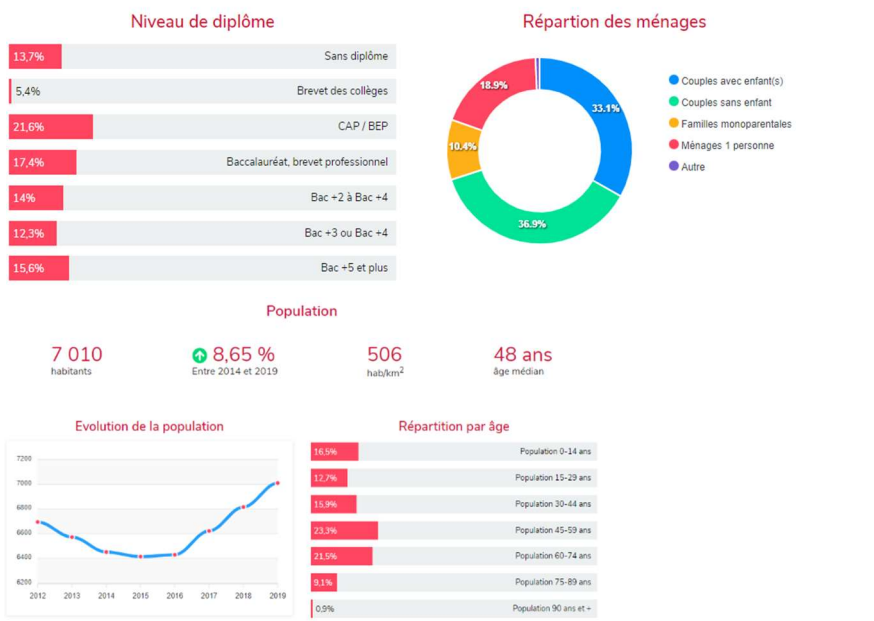 Niveau de diplôme
13,7% Sans diplôme
5,4% Brevet des collèges
21,6% CAP / BEP
17,4% Baccalauréat, brevet professionnel
14% Bac +2 à Bac +4
12,3% Bac +3 ou Bac +4
15,6% Bac +5 et plus
Répartion des ménages
18.9%
33.1%
10.4%
36.9%
Couples avec enfant(s)
Couples sans enfant
Familles monoparentales
Mènages 1 personne
Autre
Population
7 010
habitants
8,65 %
Entre 2014 et 2019
506
hab/km²
48 ans
âge médian
Evolution de la population
7200
7000
6800
6600
6400
6200
2012 2013 2014 2015 2016 2017 2018 2019
Répartition par âge
16,5% Population 0-14 ans
12,7% Population 15-29 ans
15,9% Population 30-44 ans
23,3% Population 45-59 ans
21,5% Population 60-74 ans
9,1% Population 75-89 ans
0,9% Population 90 ans et +